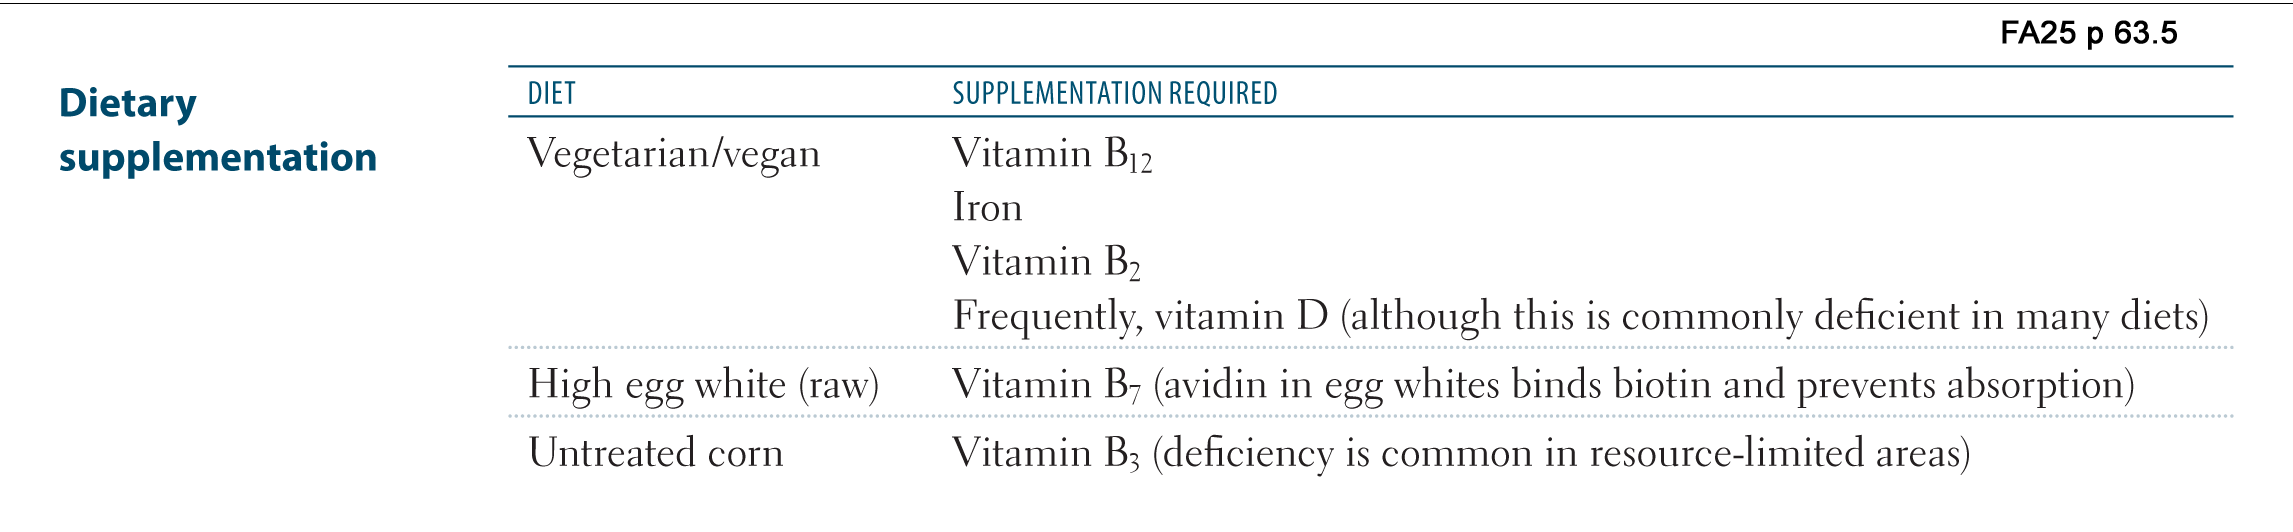 FA25 p 63.5
Dietary supplementation
DIET SUPPLEMENTATION REQUIRED
Vegetarian/vegan Vitamin B₁₂
Iron
Vitamin B₂
Frequently, vitamin D (although this is commonly deficient in many diets)
High egg white (raw) Vitamin B₇ (avidin in egg whites binds biotin and prevents absorption)
Untreated corn Vitamin B₃ (deficiency is common in resource-limited areas)